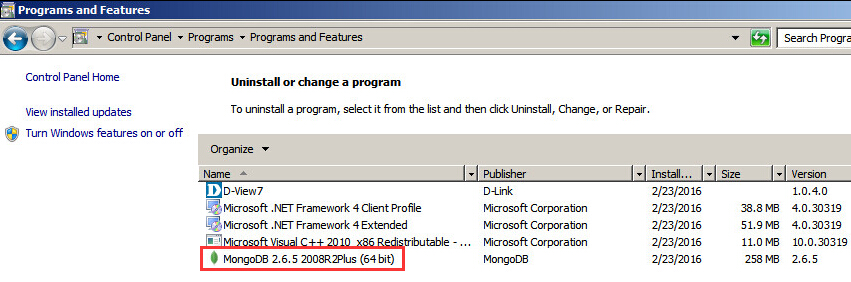 Programs and Features
Control Panel Programs Programs and Features Search Progra
Control Panel Home
Uninstall or change a program
View installed updates To uninstall a program, select it from the list and then click Uninstall, Change, or Repair.
Turn Windows features on or off
Organize
Name Publisher Install... Size Version
D-View7 D-Link 2/23/2016 1.0.4.0
Microsoft .NET Framework 4 Client Profile Microsoft Corporation 2/23/2016 38.8 MB 4.0.30319
Microsoft .NET Framework 4 Extended Microsoft Corporation 2/23/2016 51.9 MB 4.0.30319
Microsoft Visual C++ 2010 x86 Redistributable - ... Microsoft Corporation 2/23/2016 11.0 MB 10.0.30319
MongoDB 2.6.5 2008R2Plus (64 bit) MongoDB 2/23/2016 258 MB 2.6.5